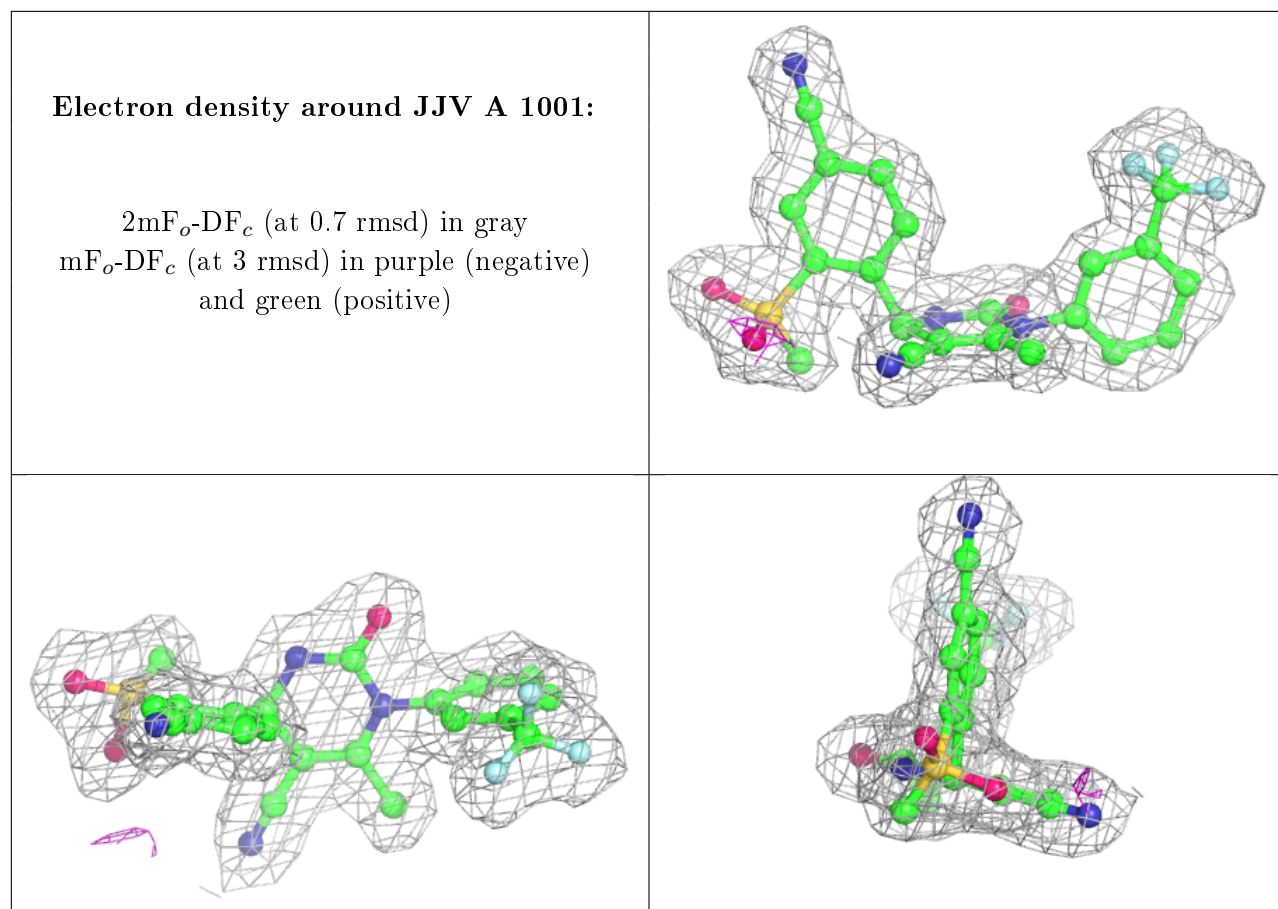 Electron density around JJV A 1001:
2mFₒ-DF𝒸 (at 0.7 rmsd) in gray
mFₒ-DF𝒸 (at 3 rmsd) in purple (negative)
and green (positive)